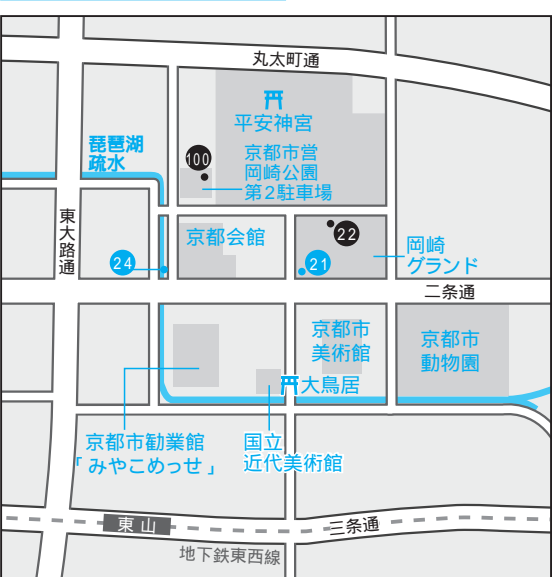 丸太町通
平安神宮
琵琶湖
疏水
100
京都市営
岡崎公園
第2駐車場
東大路通
京都会館
22
24
21
岡崎
グランド
二条通
京都市
美術館
京都市
動物園
大鳥居
京都市勧業館
「みやこめっせ」
国立
近代美術館
東山
三条通
地下鉄東西線